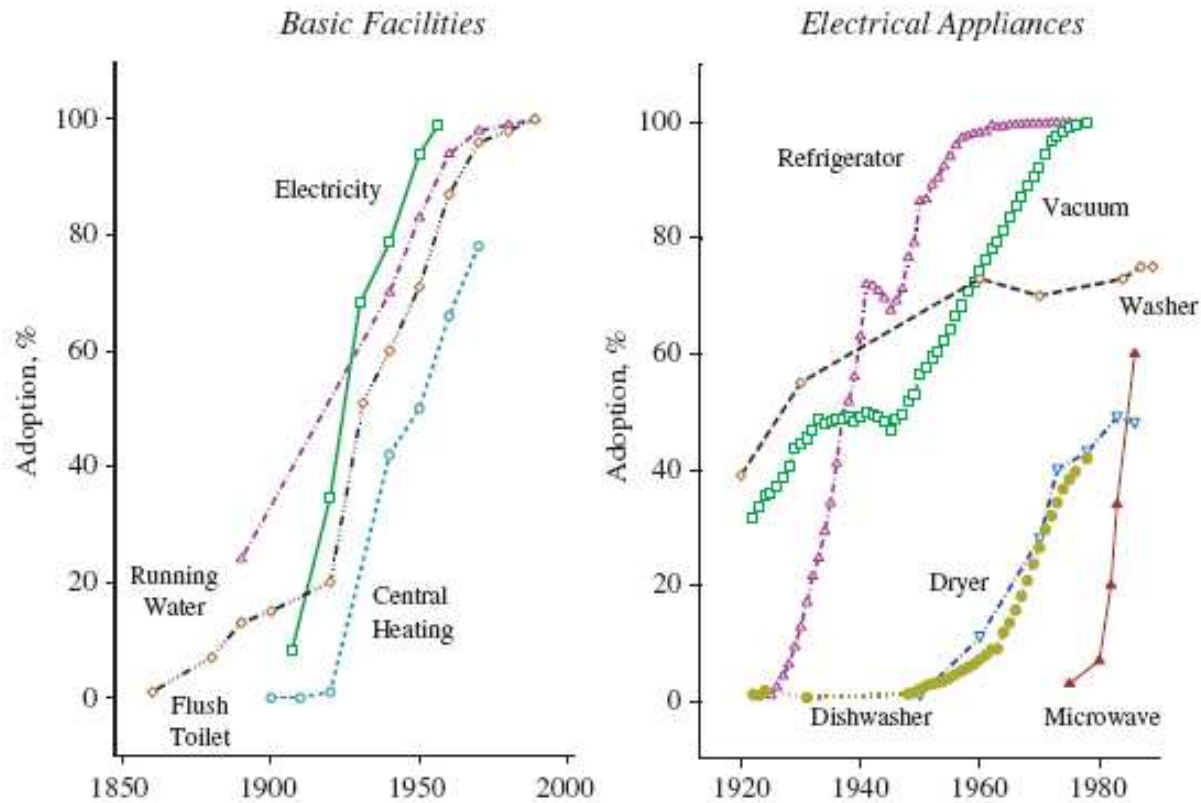 Basic Facilities
Adoption, %
100
80
60
40
20
0
Electricity
Running
Water
Central
Heating
Flush
Toilet
1850
1900
1950
2000
Electrical Appliances
Adoption, %
100
80
60
40
20
0
Refrigerator
Vacuum
Washer
Dryer
Dishwasher
Microwave
1920
1940
1960
1980